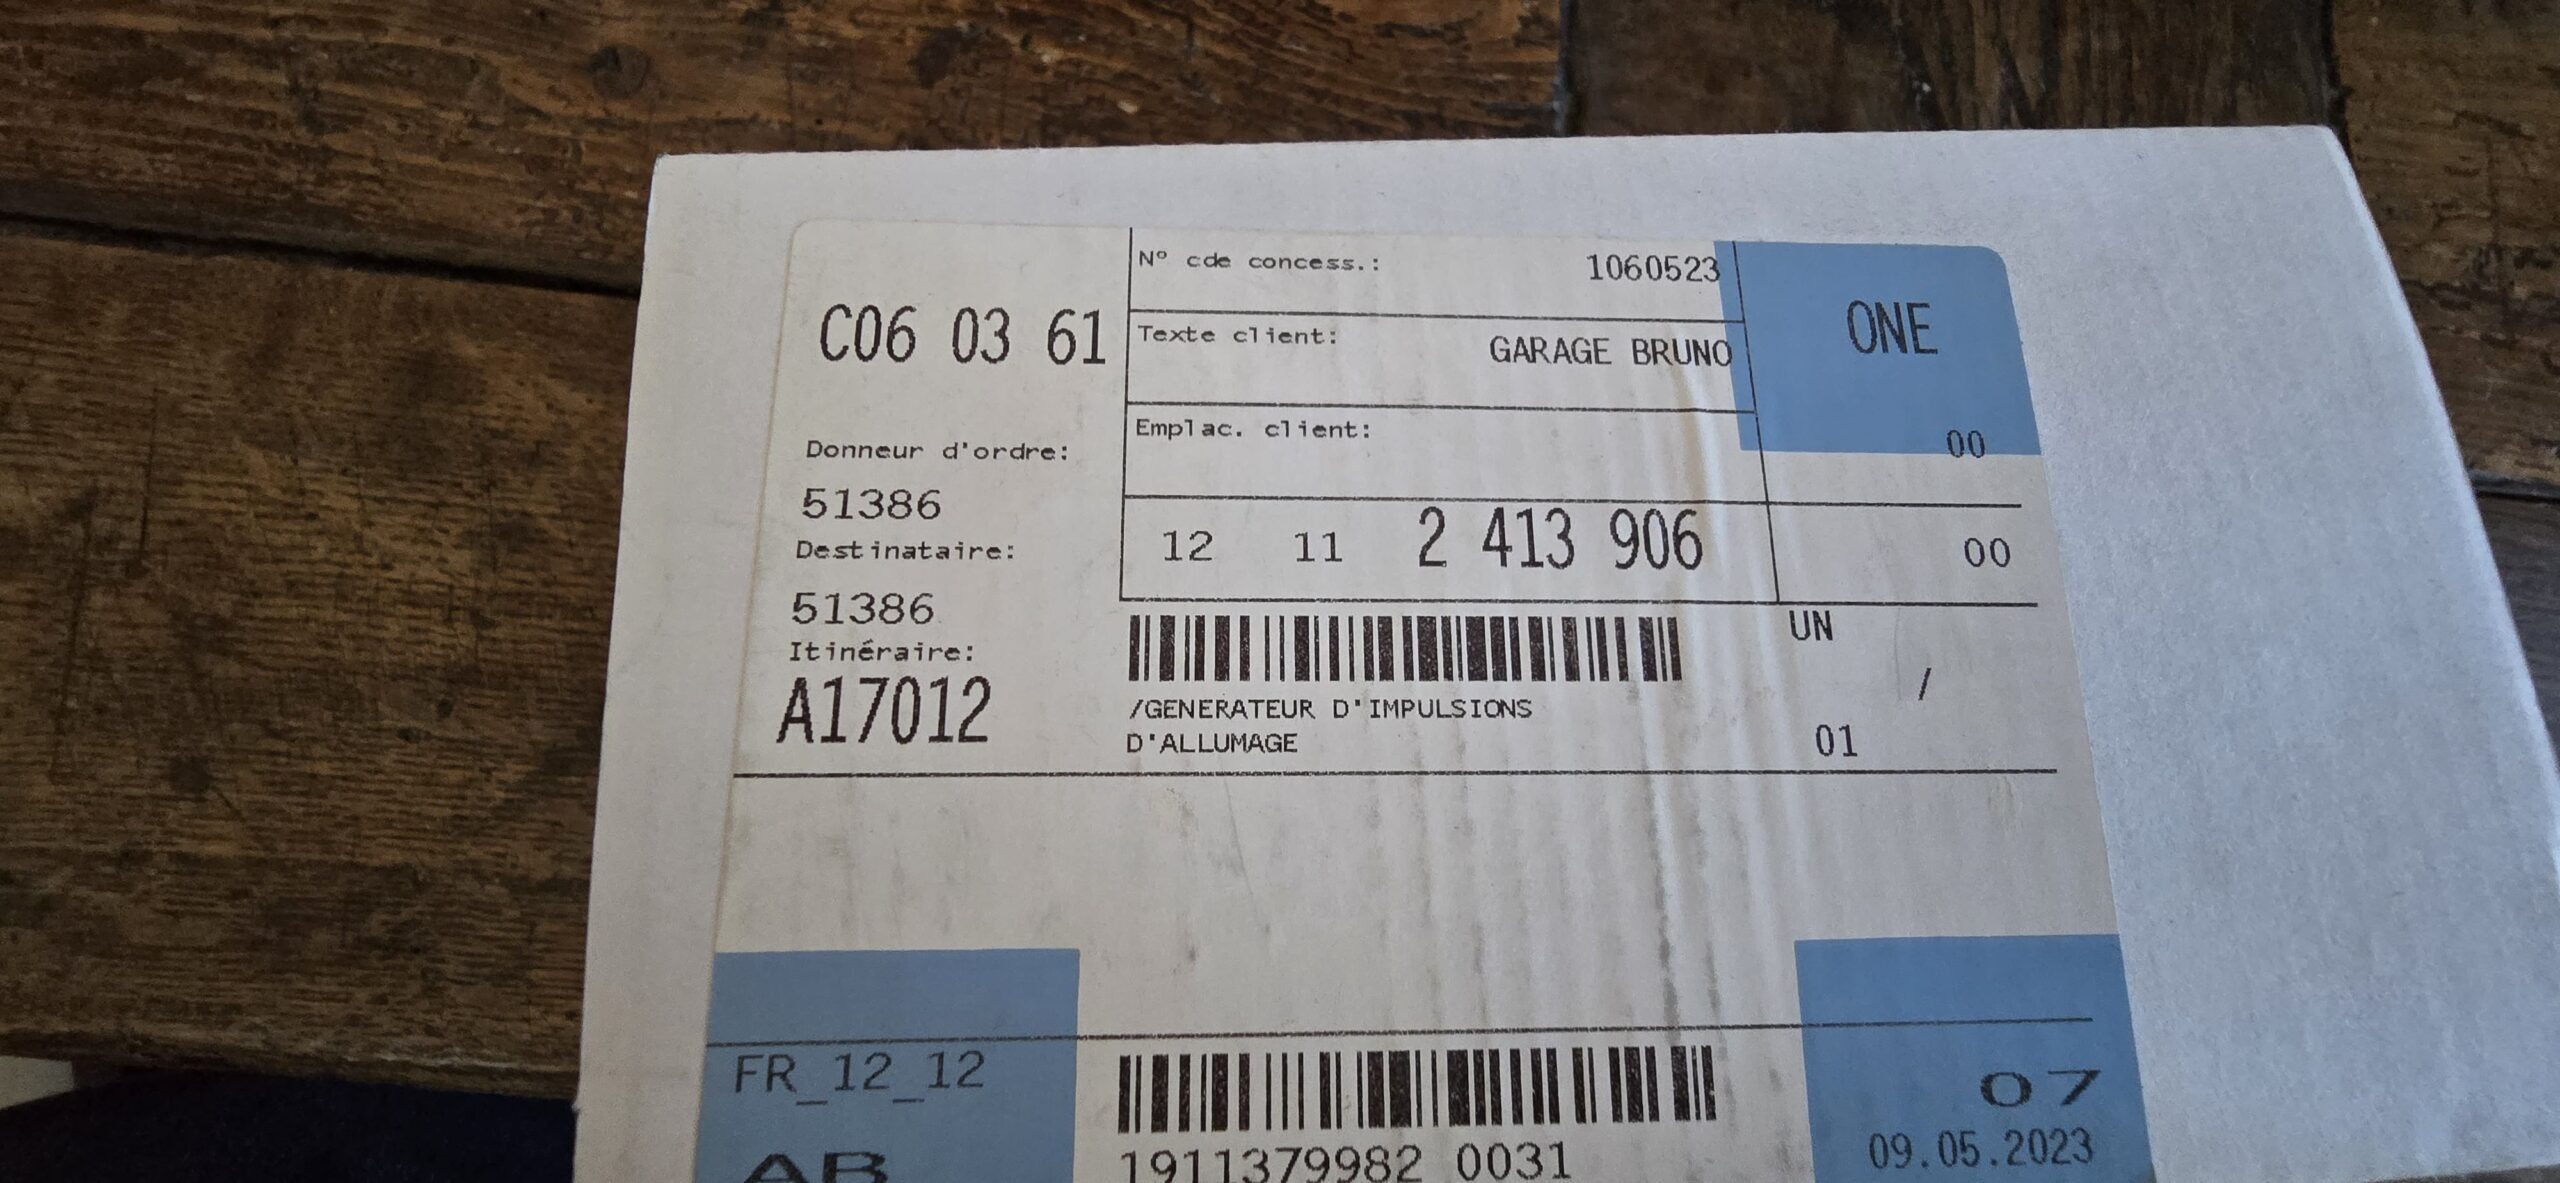 C06 03 61
Nº cde concess.: 1060523
ONE
Texte client: GARAGE BRUNO
Emplac. client:
00
Donneur d'ordre:
51386
Destinataire:
51386
Itinéraire:
A17012
12 11 2 413 906
00
UN
/
01
/GENERATEUR D'IMPULSIONS
D'ALLUMAGE
FR_12_12
AB
1911379982 0031
07
09.05.2023